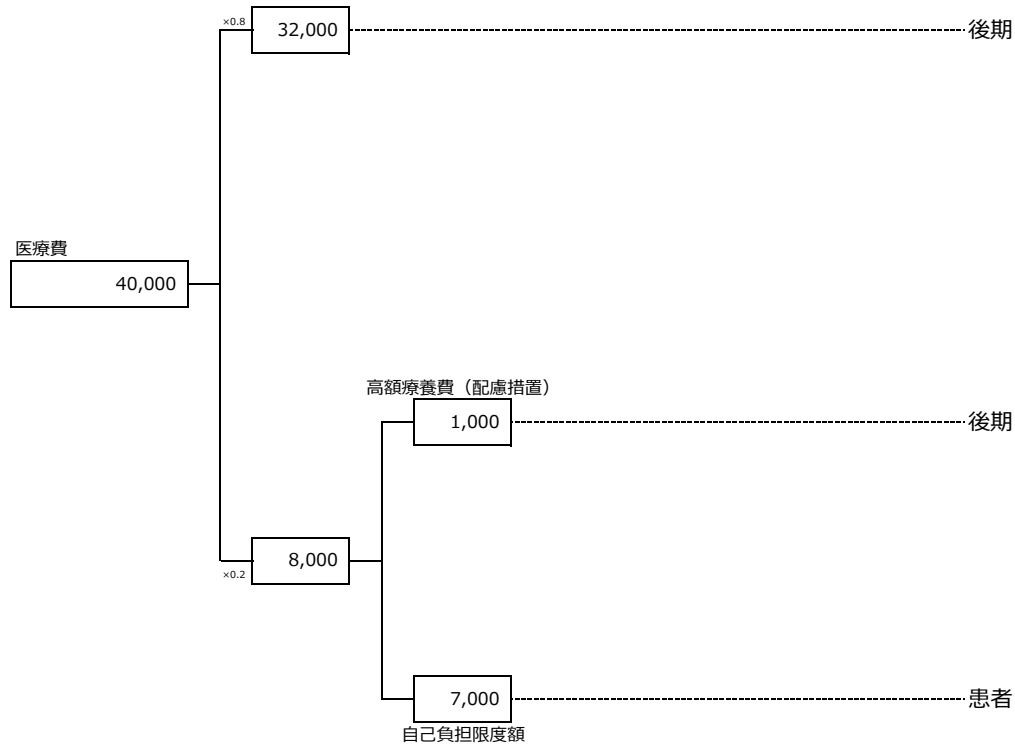 ×0.8
32,000
後期
医療費
40,000
高額療養費（配慮措置）
1,000
後期
8,000
×0.2
7,000
患者
自己負担限度額